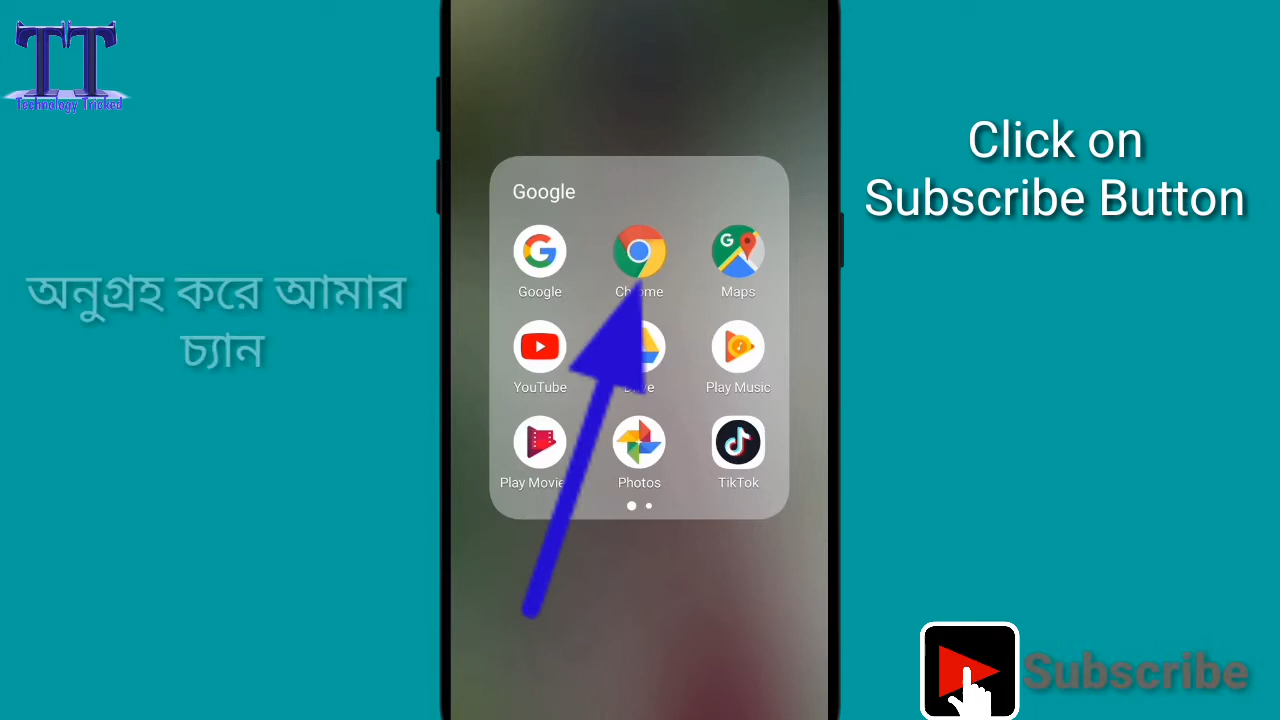 TT
Technology Tricked
Click on
Subscribe Button
অনুগ্রহ করে আমার
চ্যান
Google
Google
Chrome
Maps
YouTube
Drive
Play Music
Play Movie
Photos
TikTok
Subscribe